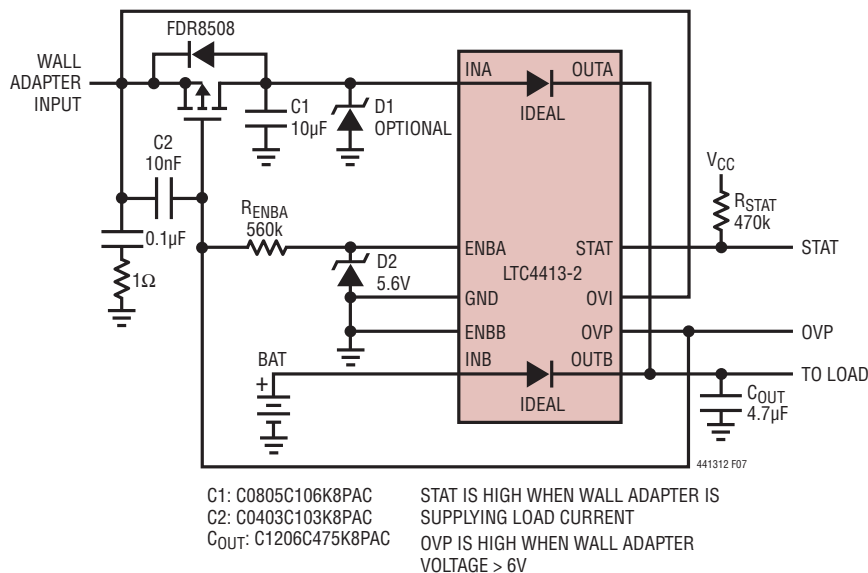 FDR8508
WALL
ADAPTER
INPUT
INA
OUTA
IDEAL
C1
10µF
D1
OPTIONAL
C2
10nF
VCC
RSTAT
470k
RENBA
560k
0.1µF
1Ω
ENBA
STAT
STAT
D2
5.6V
LTC4413-2
GND
OVI
ENBB
OVP
OVP
BAT
+
INB
OUTB
IDEAL
TO LOAD
COUT
4.7µF
441312 F07
C1: C0805C106K8PAC
C2: C0403C103K8PAC
COUT: C1206C475K8PAC
STAT IS HIGH WHEN WALL ADAPTER IS
SUPPLYING LOAD CURRENT
OVP IS HIGH WHEN WALL ADAPTER
VOLTAGE > 6V